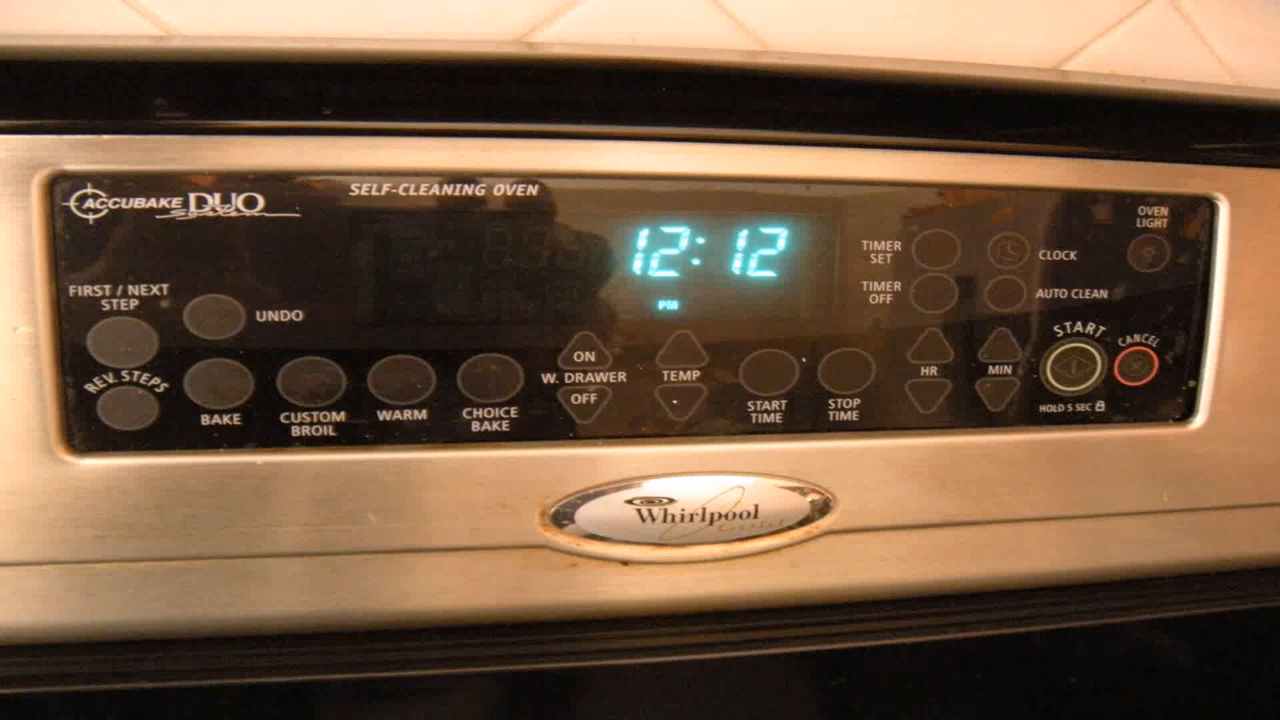 ACCUBAKE DUO
System
SELF-CLEANING OVEN
12:12
PM
TIMER
SET
CLOCK
OVEN
LIGHT
TIMER
OFF
AUTO CLEAN
FIRST / NEXT
STEP
UNDO
REV. STEPS
BAKE
CUSTOM
BROIL
WARM
CHOICE
BAKE
ON
W. DRAWER
OFF
TEMP
START
TIME
STOP
TIME
HR
MIN
START
CANCEL
HOLD 5 SEC
Whirlpool